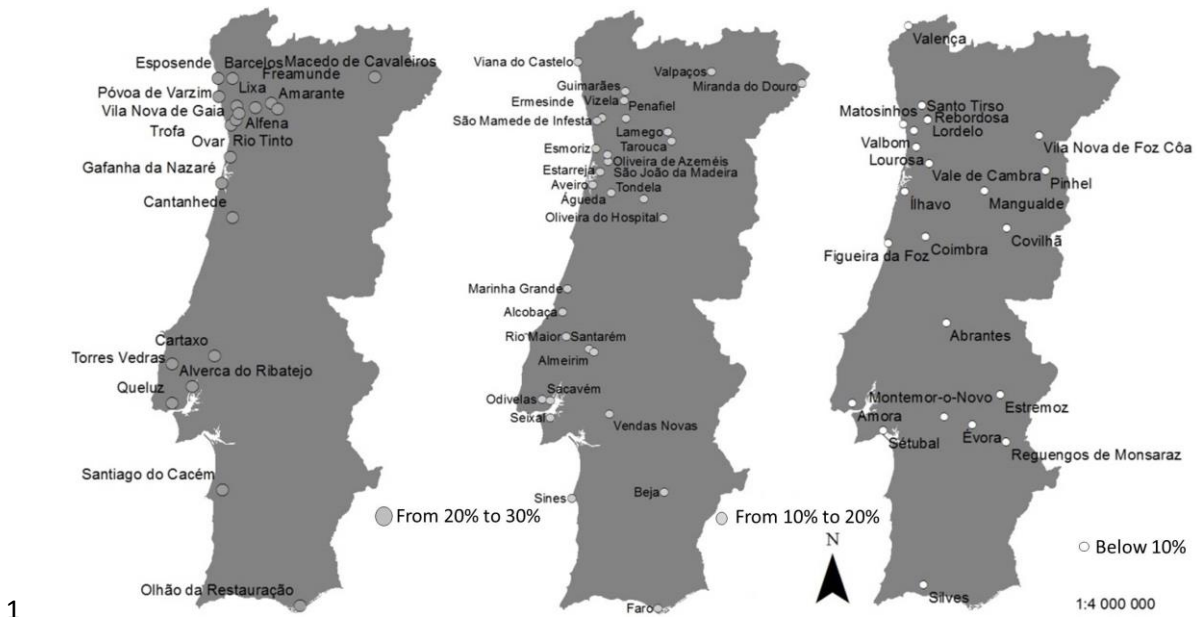 Esposende
Barcelos
Macedo de Cavaleiros
Freamunde
Póvoa de Varzim
Lixa
Amarante
Vila Nova de Gaia
Alfena
Trofa
Ovar
Rio Tinto
Gafanha da Nazaré
Cantanhede
Cartaxo
Torres Vedras
Alverca do Ribatejo
Queluz
Santiago do Cacém
Olhão da Restauração
From 20% to 30%
Viana do Castelo
Valpaços
Miranda do Douro
Guimarães
Ermesinde
Vizela
Penafiel
São Mamede de Infesta
Lamego
Tarouca
Esmoriz
Oliveira de Azeméis
Estarreja
São João da Madeira
Aveiro
Tondela
Águeda
Oliveira do Hospital
Marinha Grande
Alcobaça
Rio Maior
Santarém
Almeirim
Sacavém
Odivelas
Seixal
Vendas Novas
Sines
Beja
Faro
From 10% to 20%
Valença
Matosinhos
Santo Tirso
Rebordosa
Lordelo
Valbom
Vila Nova de Foz Côa
Lourosa
Vale de Cambra
Pinhel
Ílhavo
Mangualde
Covilhã
Figueira da Foz
Coimbra
Abrantes
Montemor-o-Novo
Estremoz
Amora
Évora
Sétubal
Reguengos de Monsaraz
Silves
Below 10%
N
1:4 000 000
1